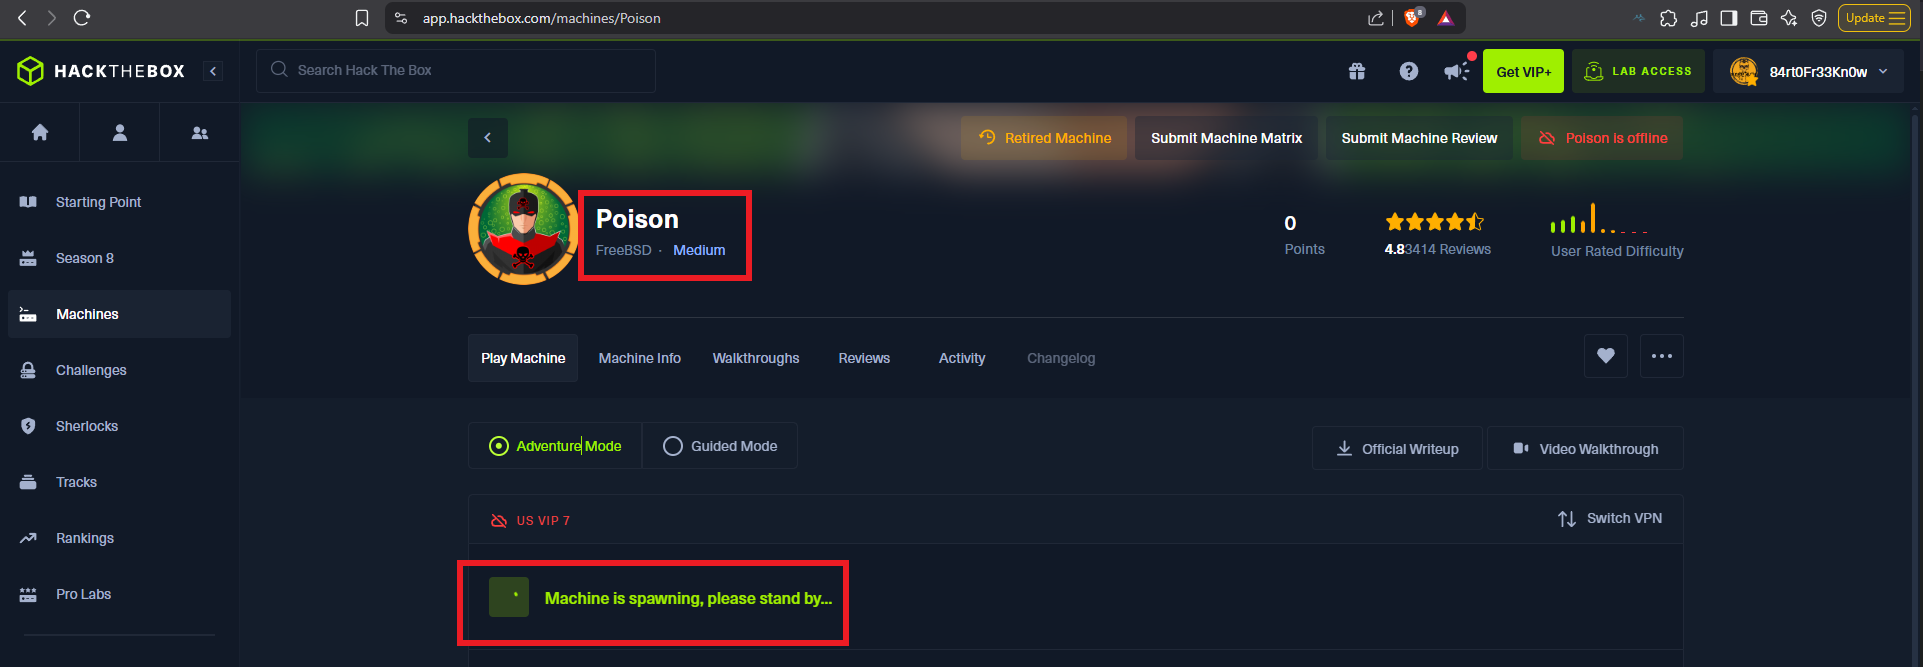 app.hackthebox.com/machines/Poison
8
Update
HACKTHEBOX
Search Hack The Box
Get VIP+
LAB ACCESS
84rt0Fr33Kn0w
Retired Machine
Submit Machine Matrix
Submit Machine Review
Poison is offline
Starting Point
Season 8
Machines
Challenges
Sherlocks
Tracks
Rankings
Pro Labs
Poison
FreeBSD · Medium
0
Points
4.83414 Reviews
User Rated Difficulty
Play Machine
Machine Info
Walkthroughs
Reviews
Activity
Changelog
Adventure Mode
Guided Mode
Official Writeup
Video Walkthrough
US VIP 7
Switch VPN
Machine is spawning, please stand by...